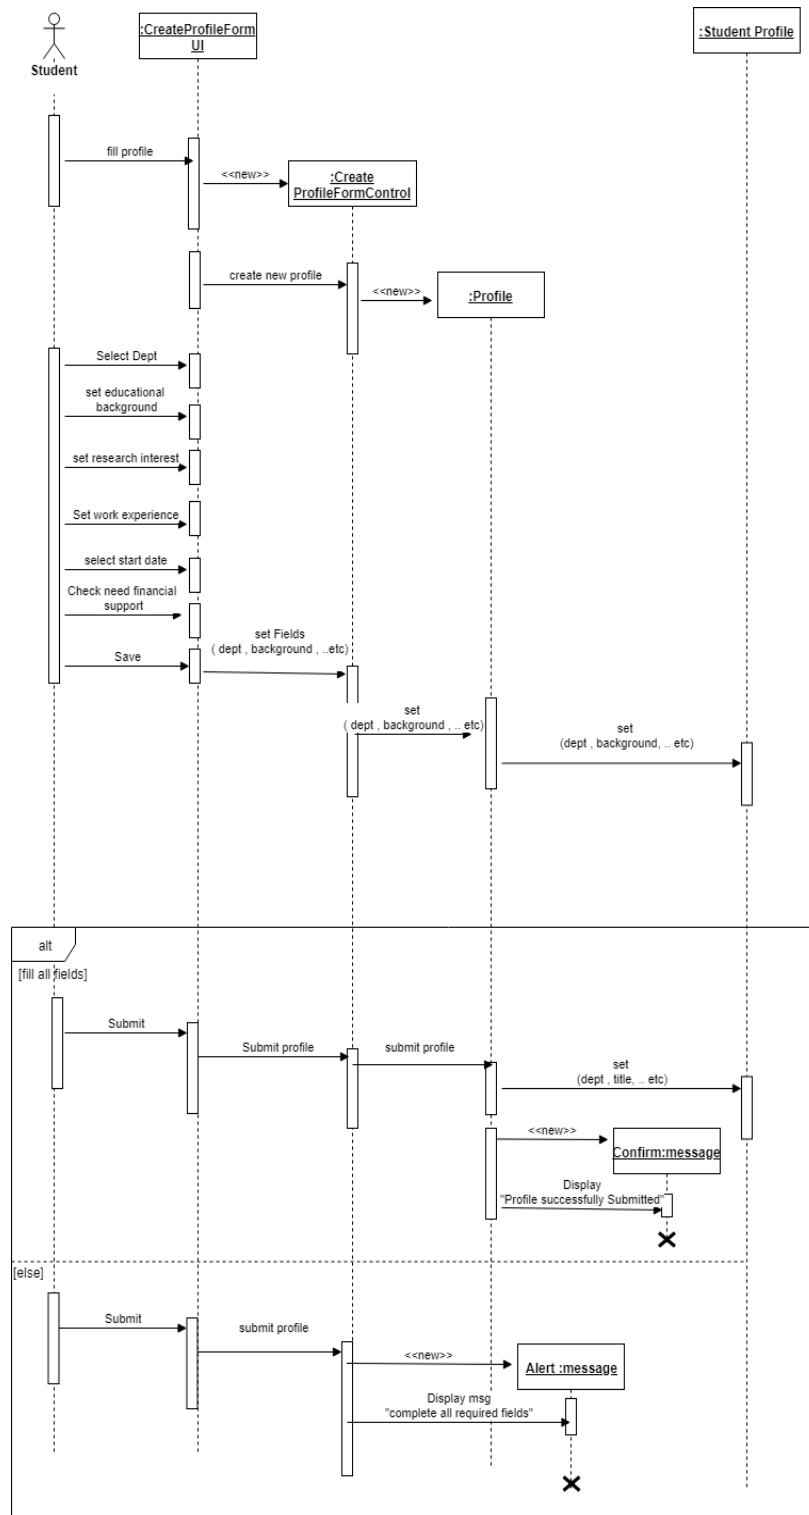 :CreateProfileForm
UI
:Student Profile
Student
fill profile
<<new>>
:Create
ProfileFormControl
create new profile
<<new>>
:Profile
Select Dept
set educational
background
set research interest
Set work experience
select start date
Check need financial
support
Save
set Fields
( dept , background , ..etc)
set
( dept , background , .. etc)
set
(dept , background, .. etc)
alt
[fill all fields]
Submit
Submit profile
submit profile
set
(dept , title, .. etc)
<<new>>
Confirm:message
Display
"Profile successfully Submitted"
[else]
Submit
submit profile
<<new>>
Alert :message
Display msg
"complete all required fields"